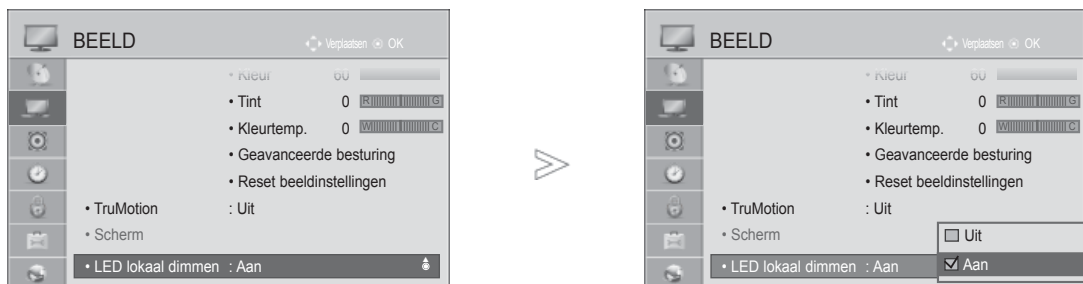 BEELD Verplaatsen OK
• Kleur 60
• Tint 0 R G
• Kleurtemp. 0 W C
• Geavanceerde besturing
• Reset beeldinstellingen
• TruMotion : Uit
• Scherm
• LED lokaal dimmen : Aan
BEELD Verplaatsen OK
• Kleur 60
• Tint 0 R G
• Kleurtemp. 0 W C
• Geavanceerde besturing
• Reset beeldinstellingen
• TruMotion : Uit
• Scherm
• LED lokaal dimmen : Aan
Uit
Aan